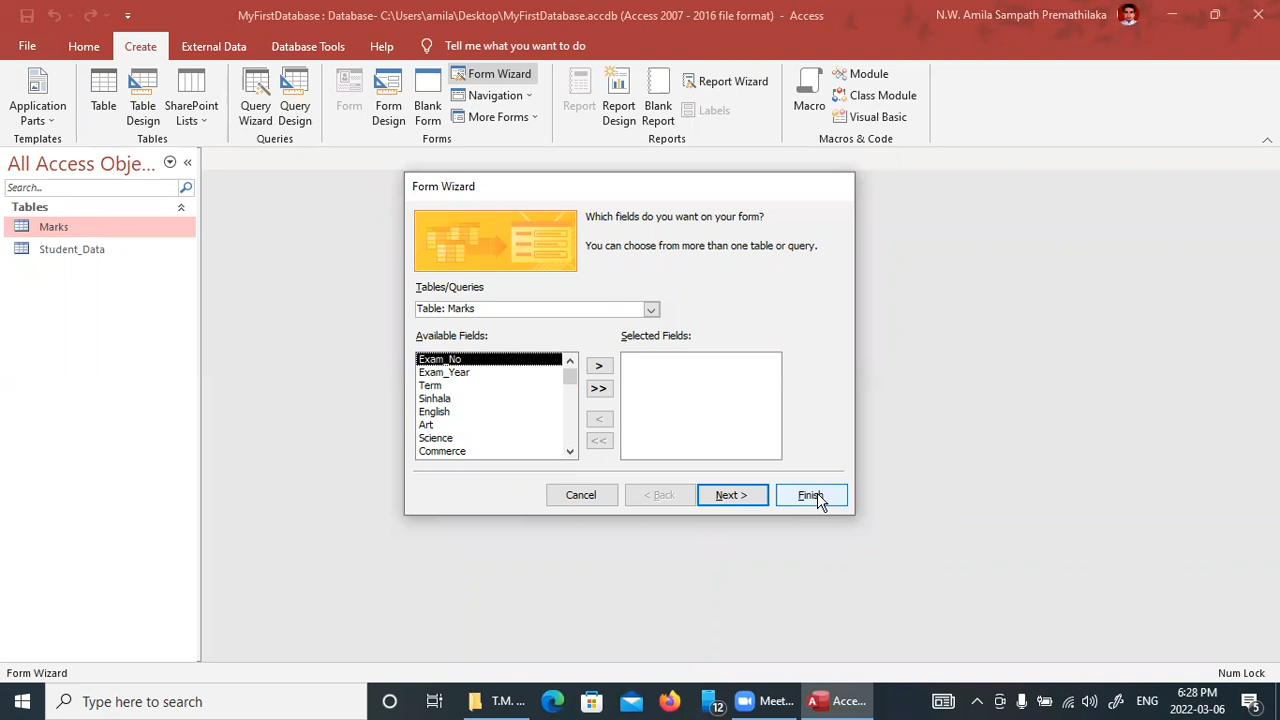 MyFirstDatabase : Database- C:\Users\amila\Desktop\MyFirstDatabase.accdb (Access 2007 - 2016 file format) - Access
N.W. Amila Sampath Premathilaka
File Home Create External Data Database Tools Help Tell me what you want to do
Application Parts
Templates
Table
Table Design
SharePoint Lists
Tables
Query Wizard
Query Design
Queries
Form
Form Design
Blank Form
Form Wizard
Navigation
More Forms
Forms
Report
Report Design
Blank Report
Report Wizard
Labels
Reports
Macro
Module
Class Module
Visual Basic
Macros & Code
All Access Obje...
Search...
Tables
Marks
Student_Data
Form Wizard
Which fields do you want on your form?
You can choose from more than one table or query.
Tables/Queries
Table: Marks
Available Fields:
Selected Fields:
Exam_No
Exam_Year
Term
Sinhala
English
Art
Science
Commerce
>
>>
<
<<
Cancel
< Back
Next >
Finish
Form Wizard
Num Lock
Type here to search
T.M. ...
12
Meet...
Acce...
ENG
6:28 PM
2022-03-06
5